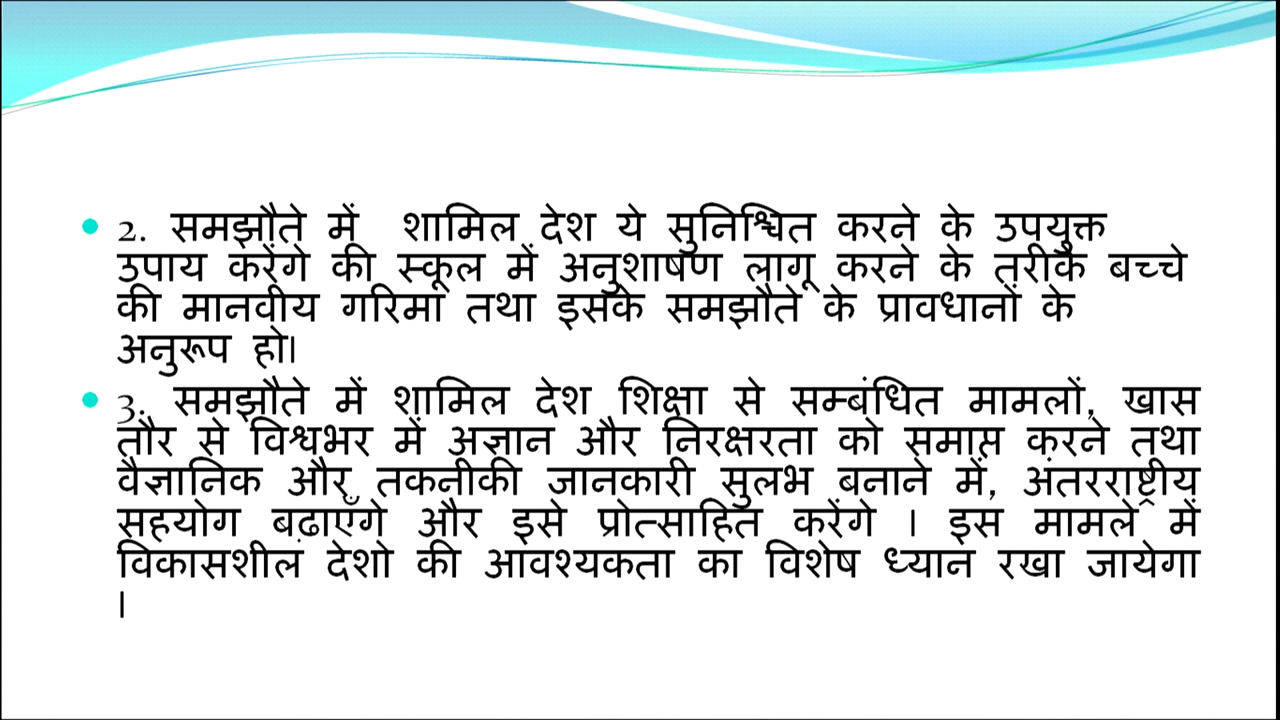 2. समझौते में शामिल देश ये सुनिश्चित करने के उपयुक्त
उपाय करेंगे की स्कूल में अनुशाषण लागू करने के तरीके बच्चे
की मानवीय गरिमा तथा इसके समझौते के प्रावधानों के
अनुरूप हो।
3. समझौते में शामिल देश शिक्षा से सम्बंधित मामलों, खास
तौर से विश्वभर में अज्ञान और निरक्षरता को समाप्त करने तथा
वैज्ञानिक और तकनीकी जानकारी सुलभ बनाने में, अंतरराष्ट्रीय
सहयोग बढ़ाएँगे और इसे प्रोत्साहित करेंगे । इस मामले में
विकासशील देशो की आवश्यकता का विशेष ध्यान रखा जायेगा
।